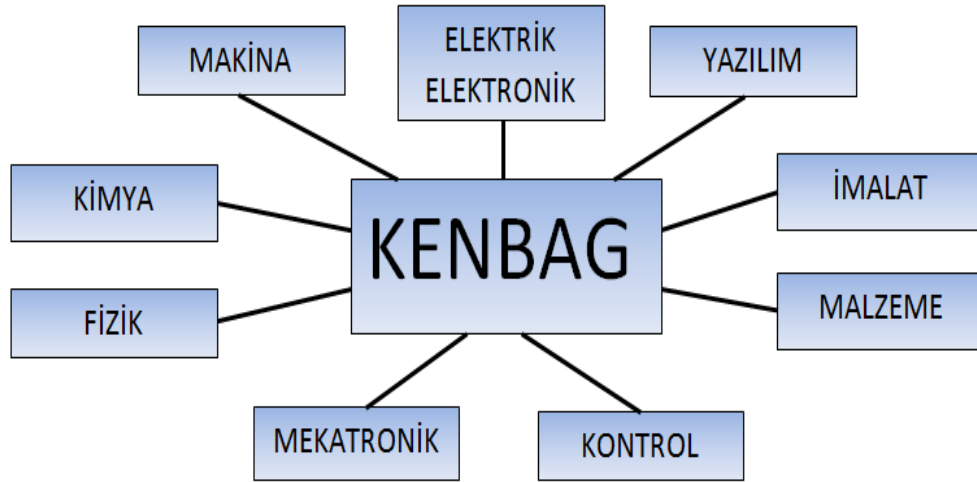 MAKİNA
ELEKTRİK
ELEKTRONİK
YAZILIM
KİMYA
KENBAG
İMALAT
FİZİK
MALZEME
MEKATRONİK
KONTROL